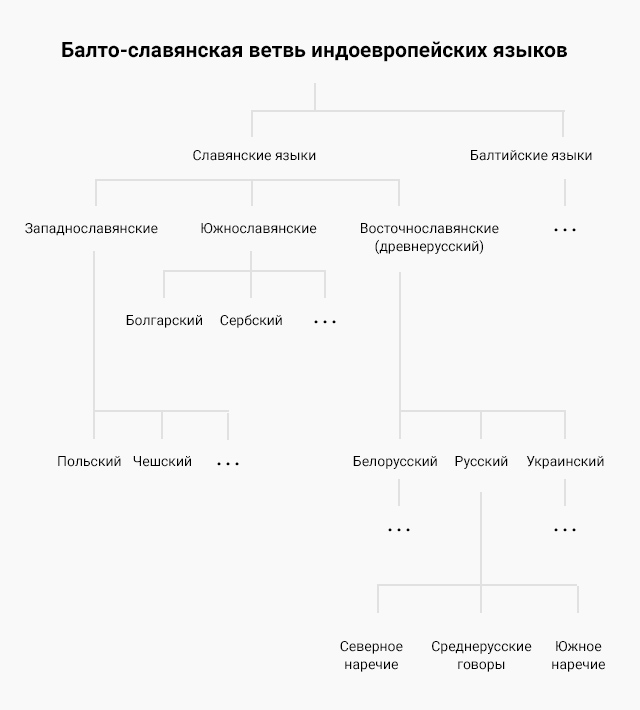 Балто-славянская ветвь индоевропейских языков
Славянские языки
Балтийские языки
Западнославянские
Южнославянские
Восточнославянские
(древнерусский)
...
Болгарский
Сербский
...
Польский
Чешский
...
Белорусский
Русский
Украинский
...
...
Северное
наречие
Среднерусские
говоры
Южное
наречие